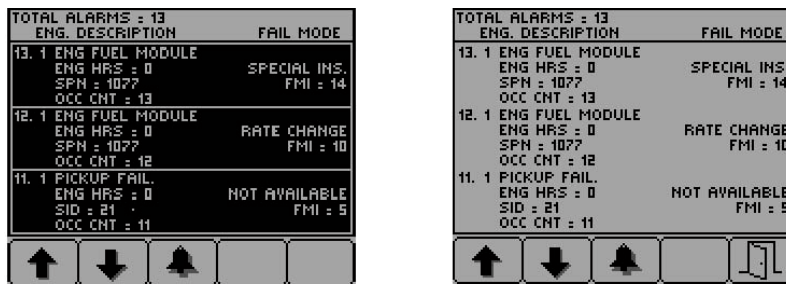 TOTAL ALARMS : 13
ENG. DESCRIPTION FAIL MODE
13. 1 ENG FUEL MODULE
ENG HRS : 0 SPECIAL INS.
SPN : 1077 FMI : 14
OCC CNT : 13
12. 1 ENG FUEL MODULE
ENG HRS : 0 RATE CHANGE
SPN : 1077 FMI : 10
OCC CNT : 12
11. 1 PICKUP FAIL.
ENG HRS : 0 NOT AVAILABLE
SID : 21 FMI : 5
OCC CNT : 11
TOTAL ALARMS : 13
ENG. DESCRIPTION FAIL MODE
13. 1 ENG FUEL MODULE
ENG HRS : 0 SPECIAL INS
SPN : 1077 FMI : 14
OCC CNT : 13
12. 1 ENG FUEL MODULE
ENG HRS : 0 RATE CHANGE
SPN : 1077 FMI : 10
OCC CNT : 12
11. 1 PICKUP FAIL.
ENG HRS : 0 NOT AVAILABLE
SID : 21 FMI : 5
OCC CNT : 11